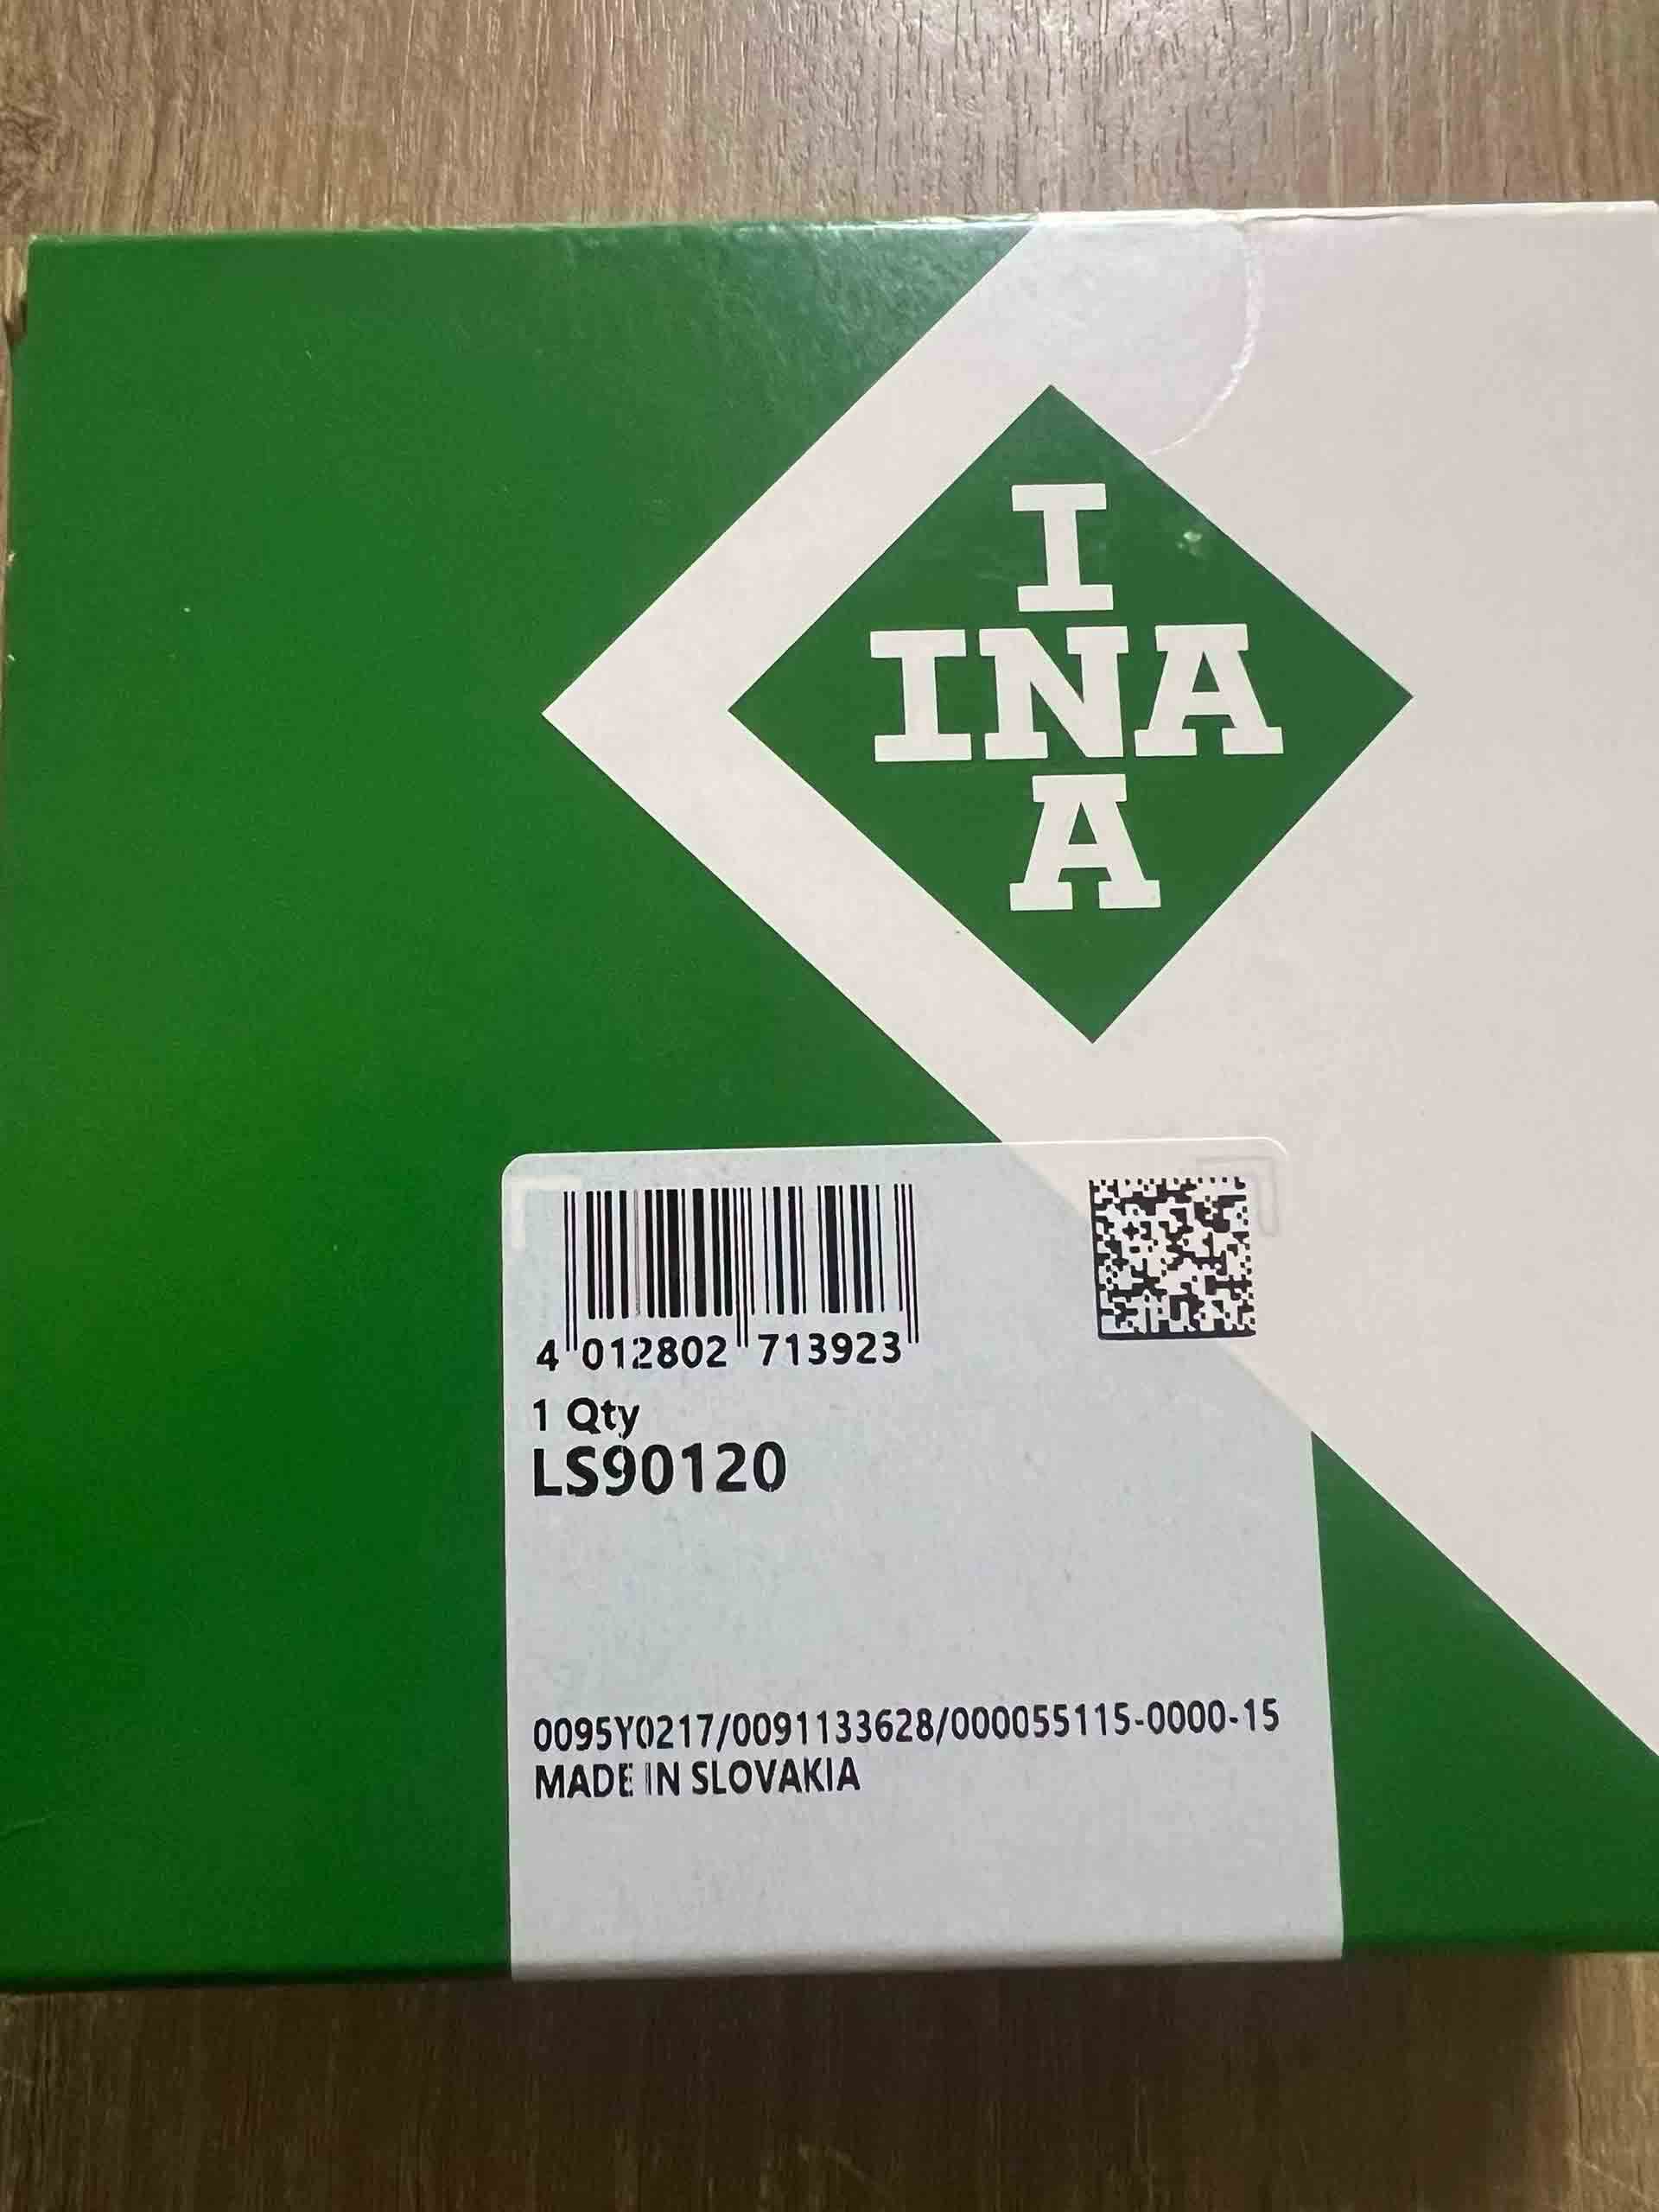 I
INA
A
4 012802 713923
1 Qty
LS90120
0095Y0217/0091133628/000055115-0000-15
MADE IN SLOVAKIA